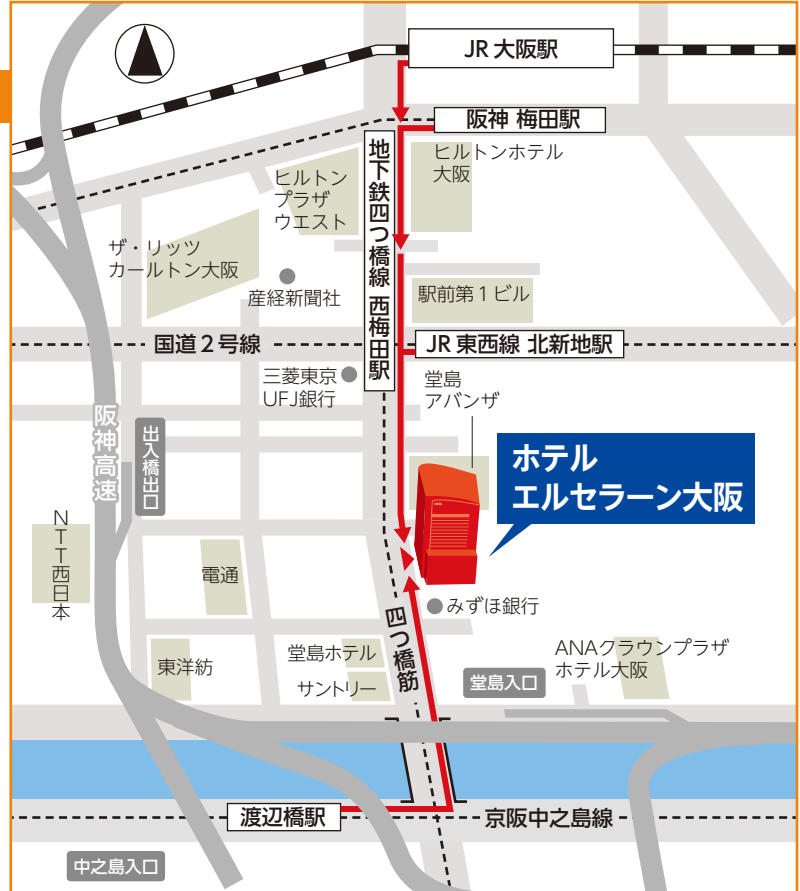 JR 大阪駅
阪神 梅田駅
地下鉄四つ橋線 西梅田駅
ヒルトンホテル
大阪
ヒルトン
プラザ
ウエスト
ザ・リッツ
カールトン大阪
産経新聞社
駅前第1ビル
国道2号線
JR 東西線 北新地駅
三菱東京
UFJ銀行
堂島
アバンザ
阪神高速
出入橋出口
ホテル
エルセラーン大阪
NTT西日本
電通
みずほ銀行
四つ橋筋
東洋紡
堂島ホテル
サントリー
堂島入口
ANAクラウンプラザ
ホテル大阪
渡辺橋駅
京阪中之島線
中之島入口